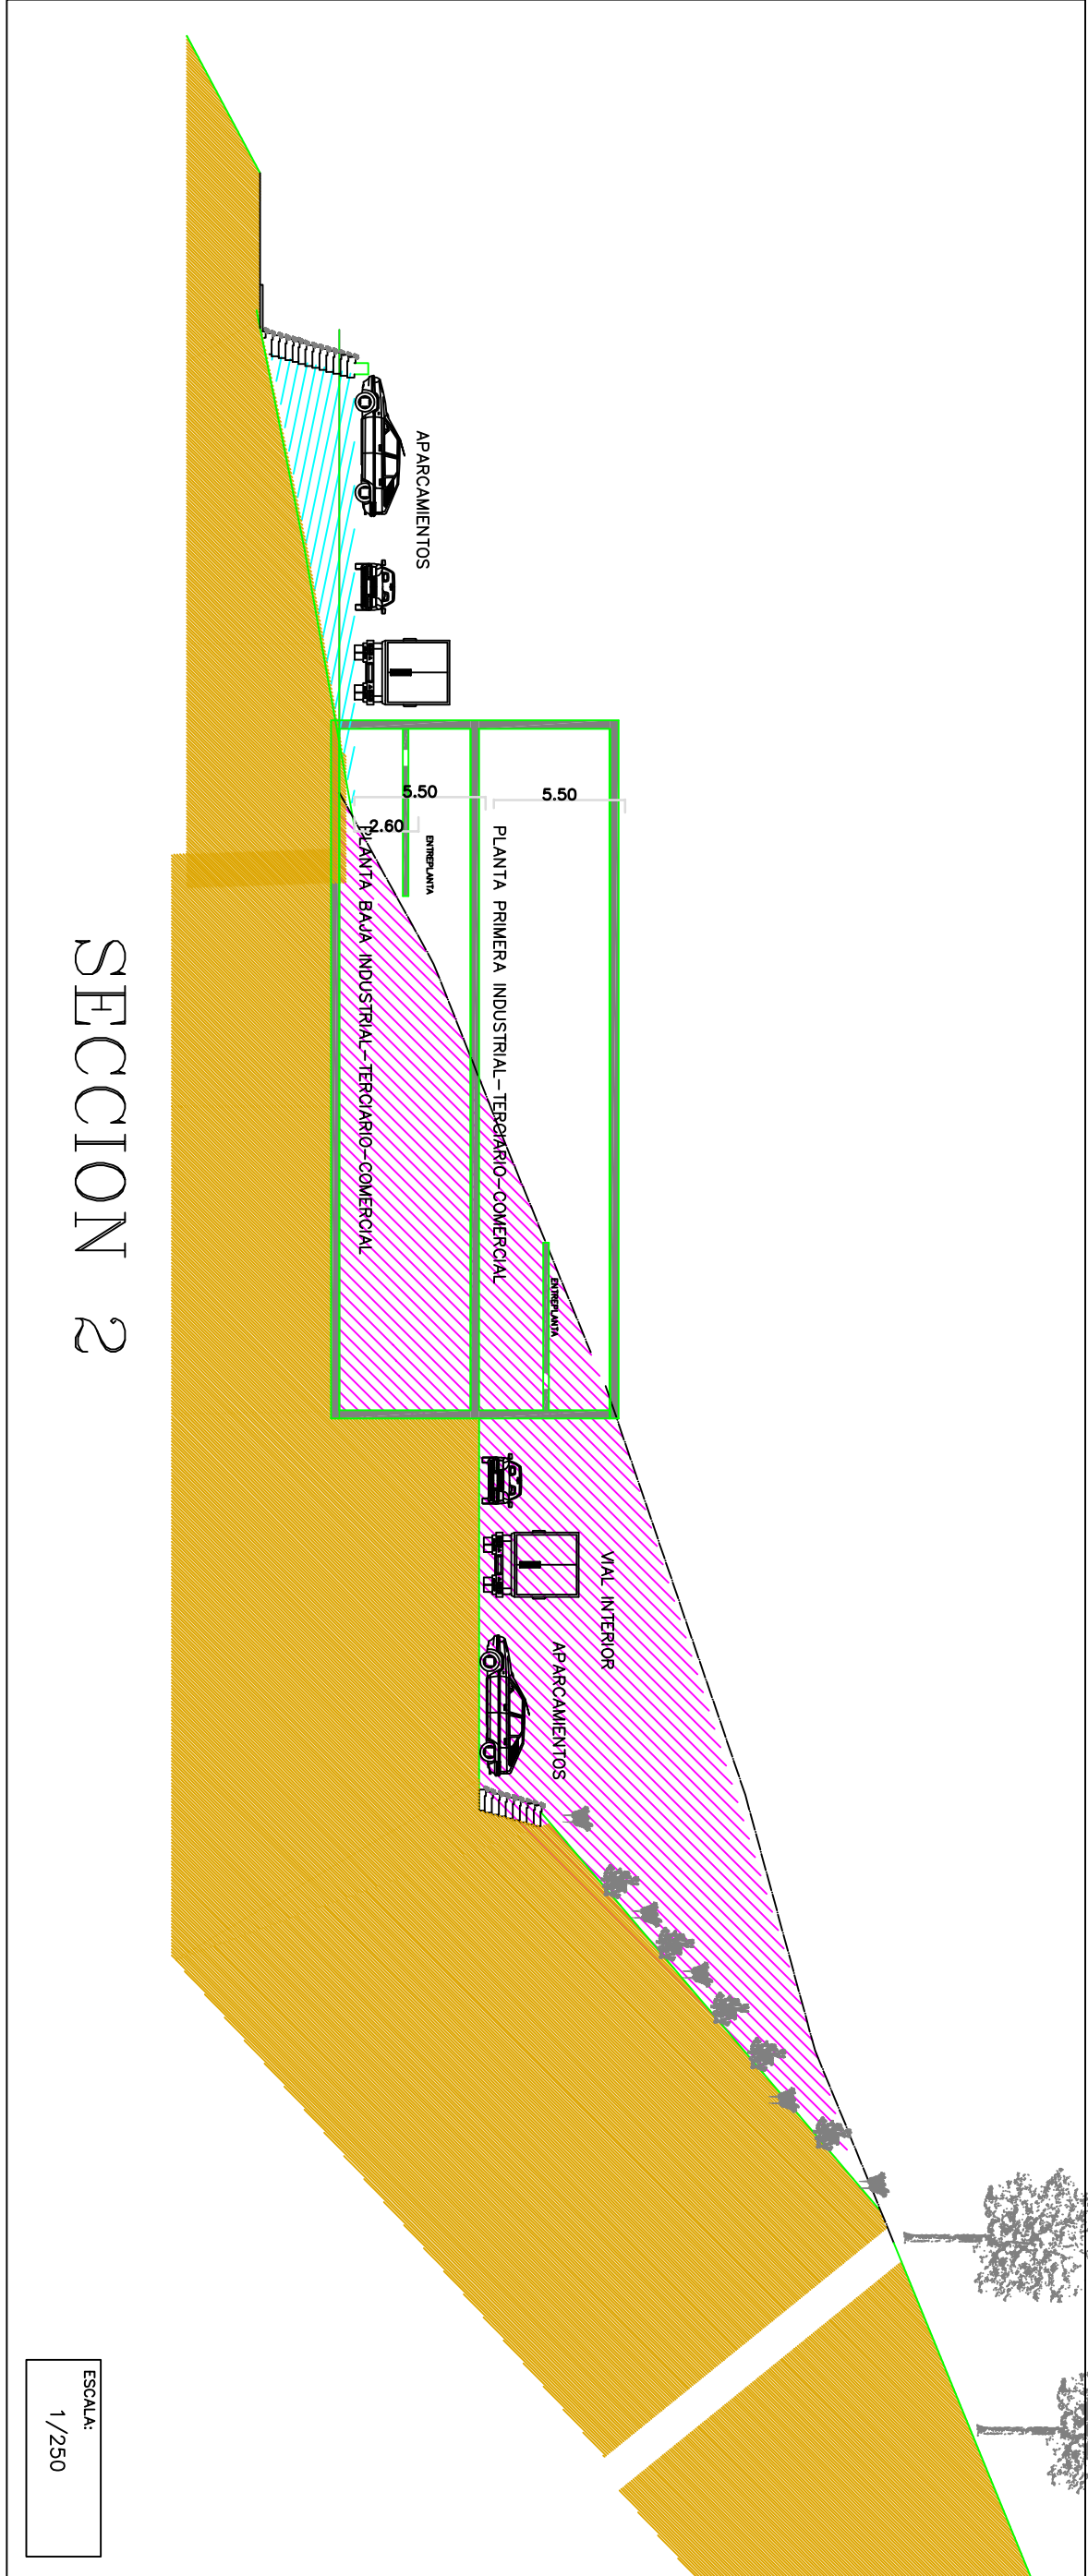 APARCAMIENTOS
5.50
5.50
2.60
ENTREPLANTA
PLANTA PRIMERA INDUSTRIAL-TERCIARIO-COMERCIAL
PLANTA BAJA INDUSTRIAL-TERCIARIO-COMERCIAL
ENTREPLANTA
VIAL INTERIOR
APARCAMIENTOS
SECCION 2
ESCALA:
1/250